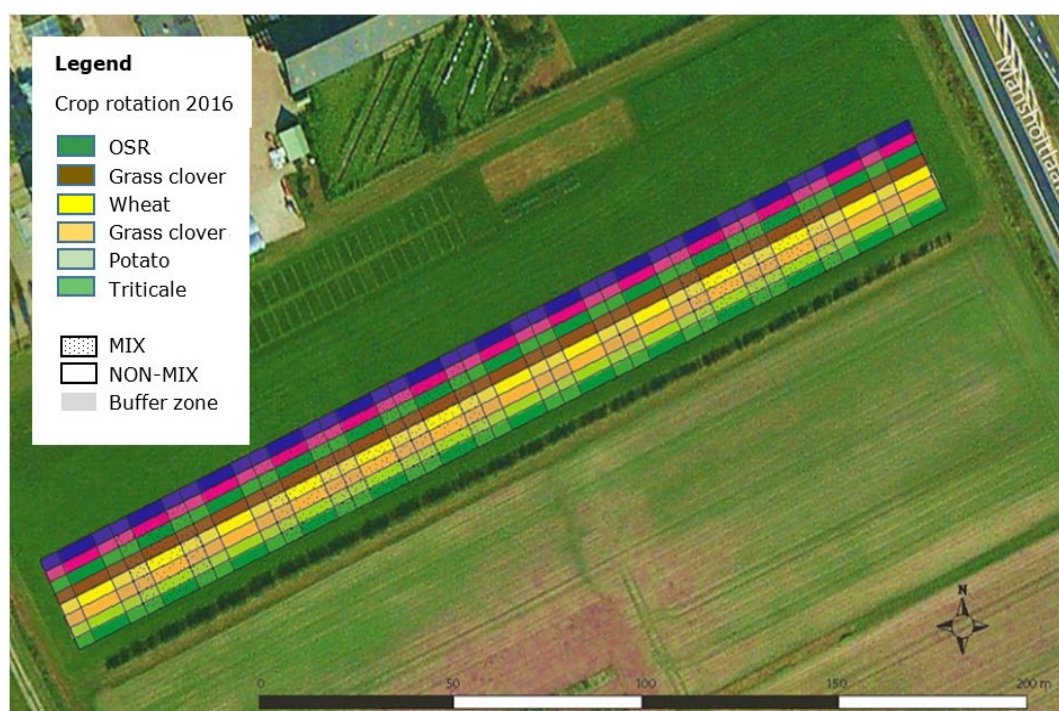 Legend
Crop rotation 2016
OSR
Grass clover
Wheat
Grass clover
Potato
Triticale
MIX
NON-MIX
Buffer zone
Mansholtlaan
N
0
50
100
150
200 m